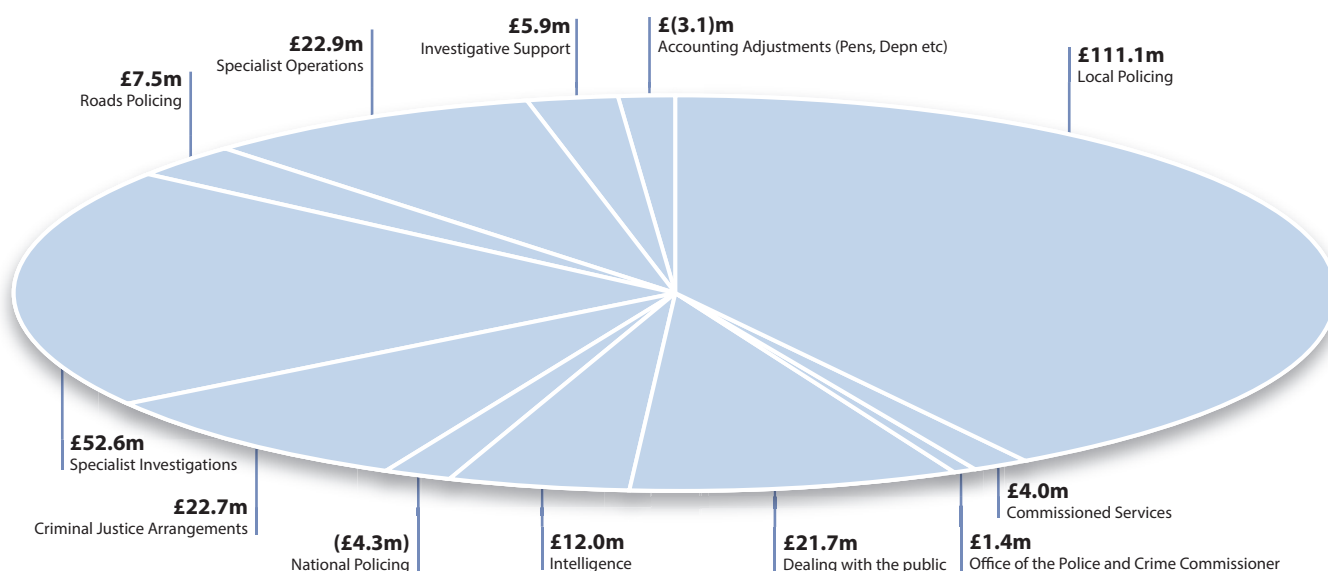 £5.9m
Investigative Support
£(3.1)m
Accounting Adjustments (Pens, Depn etc)
£111.1m
Local Policing
£22.9m
Specialist Operations
£7.5m
Roads Policing
£52.6m
Specialist Investigations
£22.7m
Criminal Justice Arrangements
(£4.3m)
National Policing
£12.0m
Intelligence
£21.7m
Dealing with the public
£1.4m
Office of the Police and Crime Commissioner
£4.0m
Commissioned Services